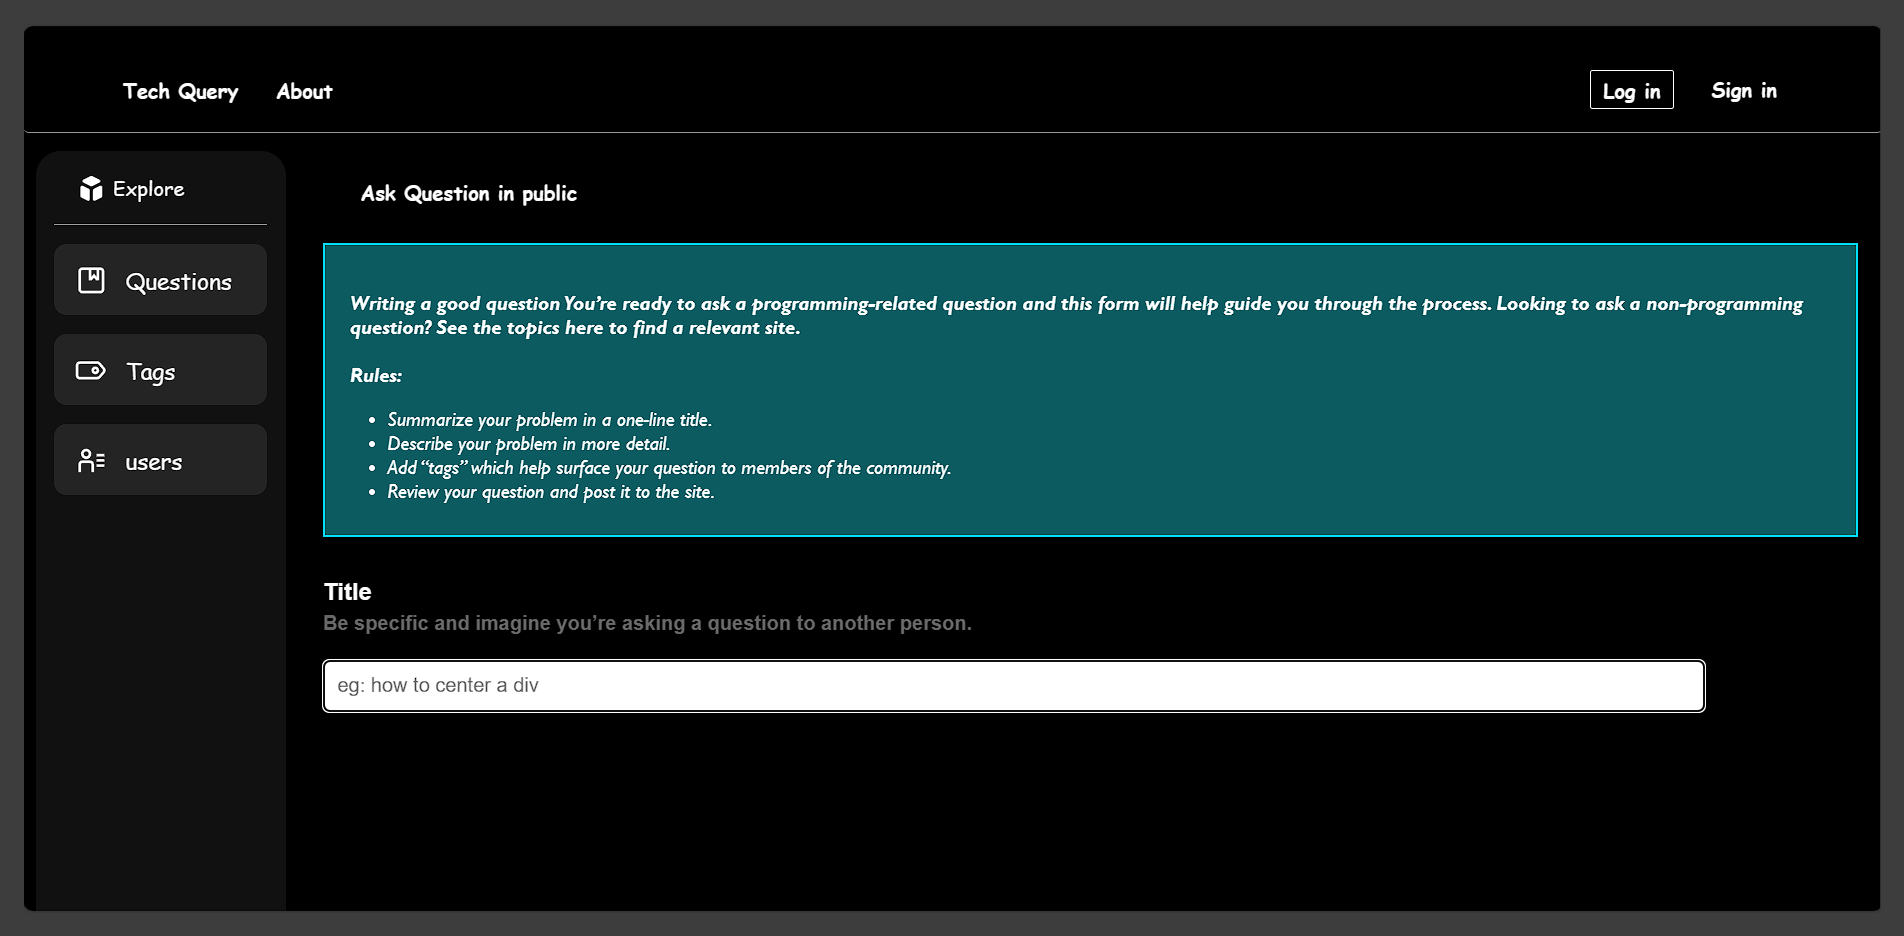 Tech Query About Log in Sign in
Explore
Questions
Tags
users
Ask Question in public
Writing a good question You’re ready to ask a programming-related question and this form will help guide you through the process. Looking to ask a non-programming
question? See the topics here to find a relevant site.
Rules:
• Summarize your problem in a one-line title.
• Describe your problem in more detail.
• Add “tags” which help surface your question to members of the community.
• Review your question and post it to the site.
Title
Be specific and imagine you’re asking a question to another person.
eg: how to center a div